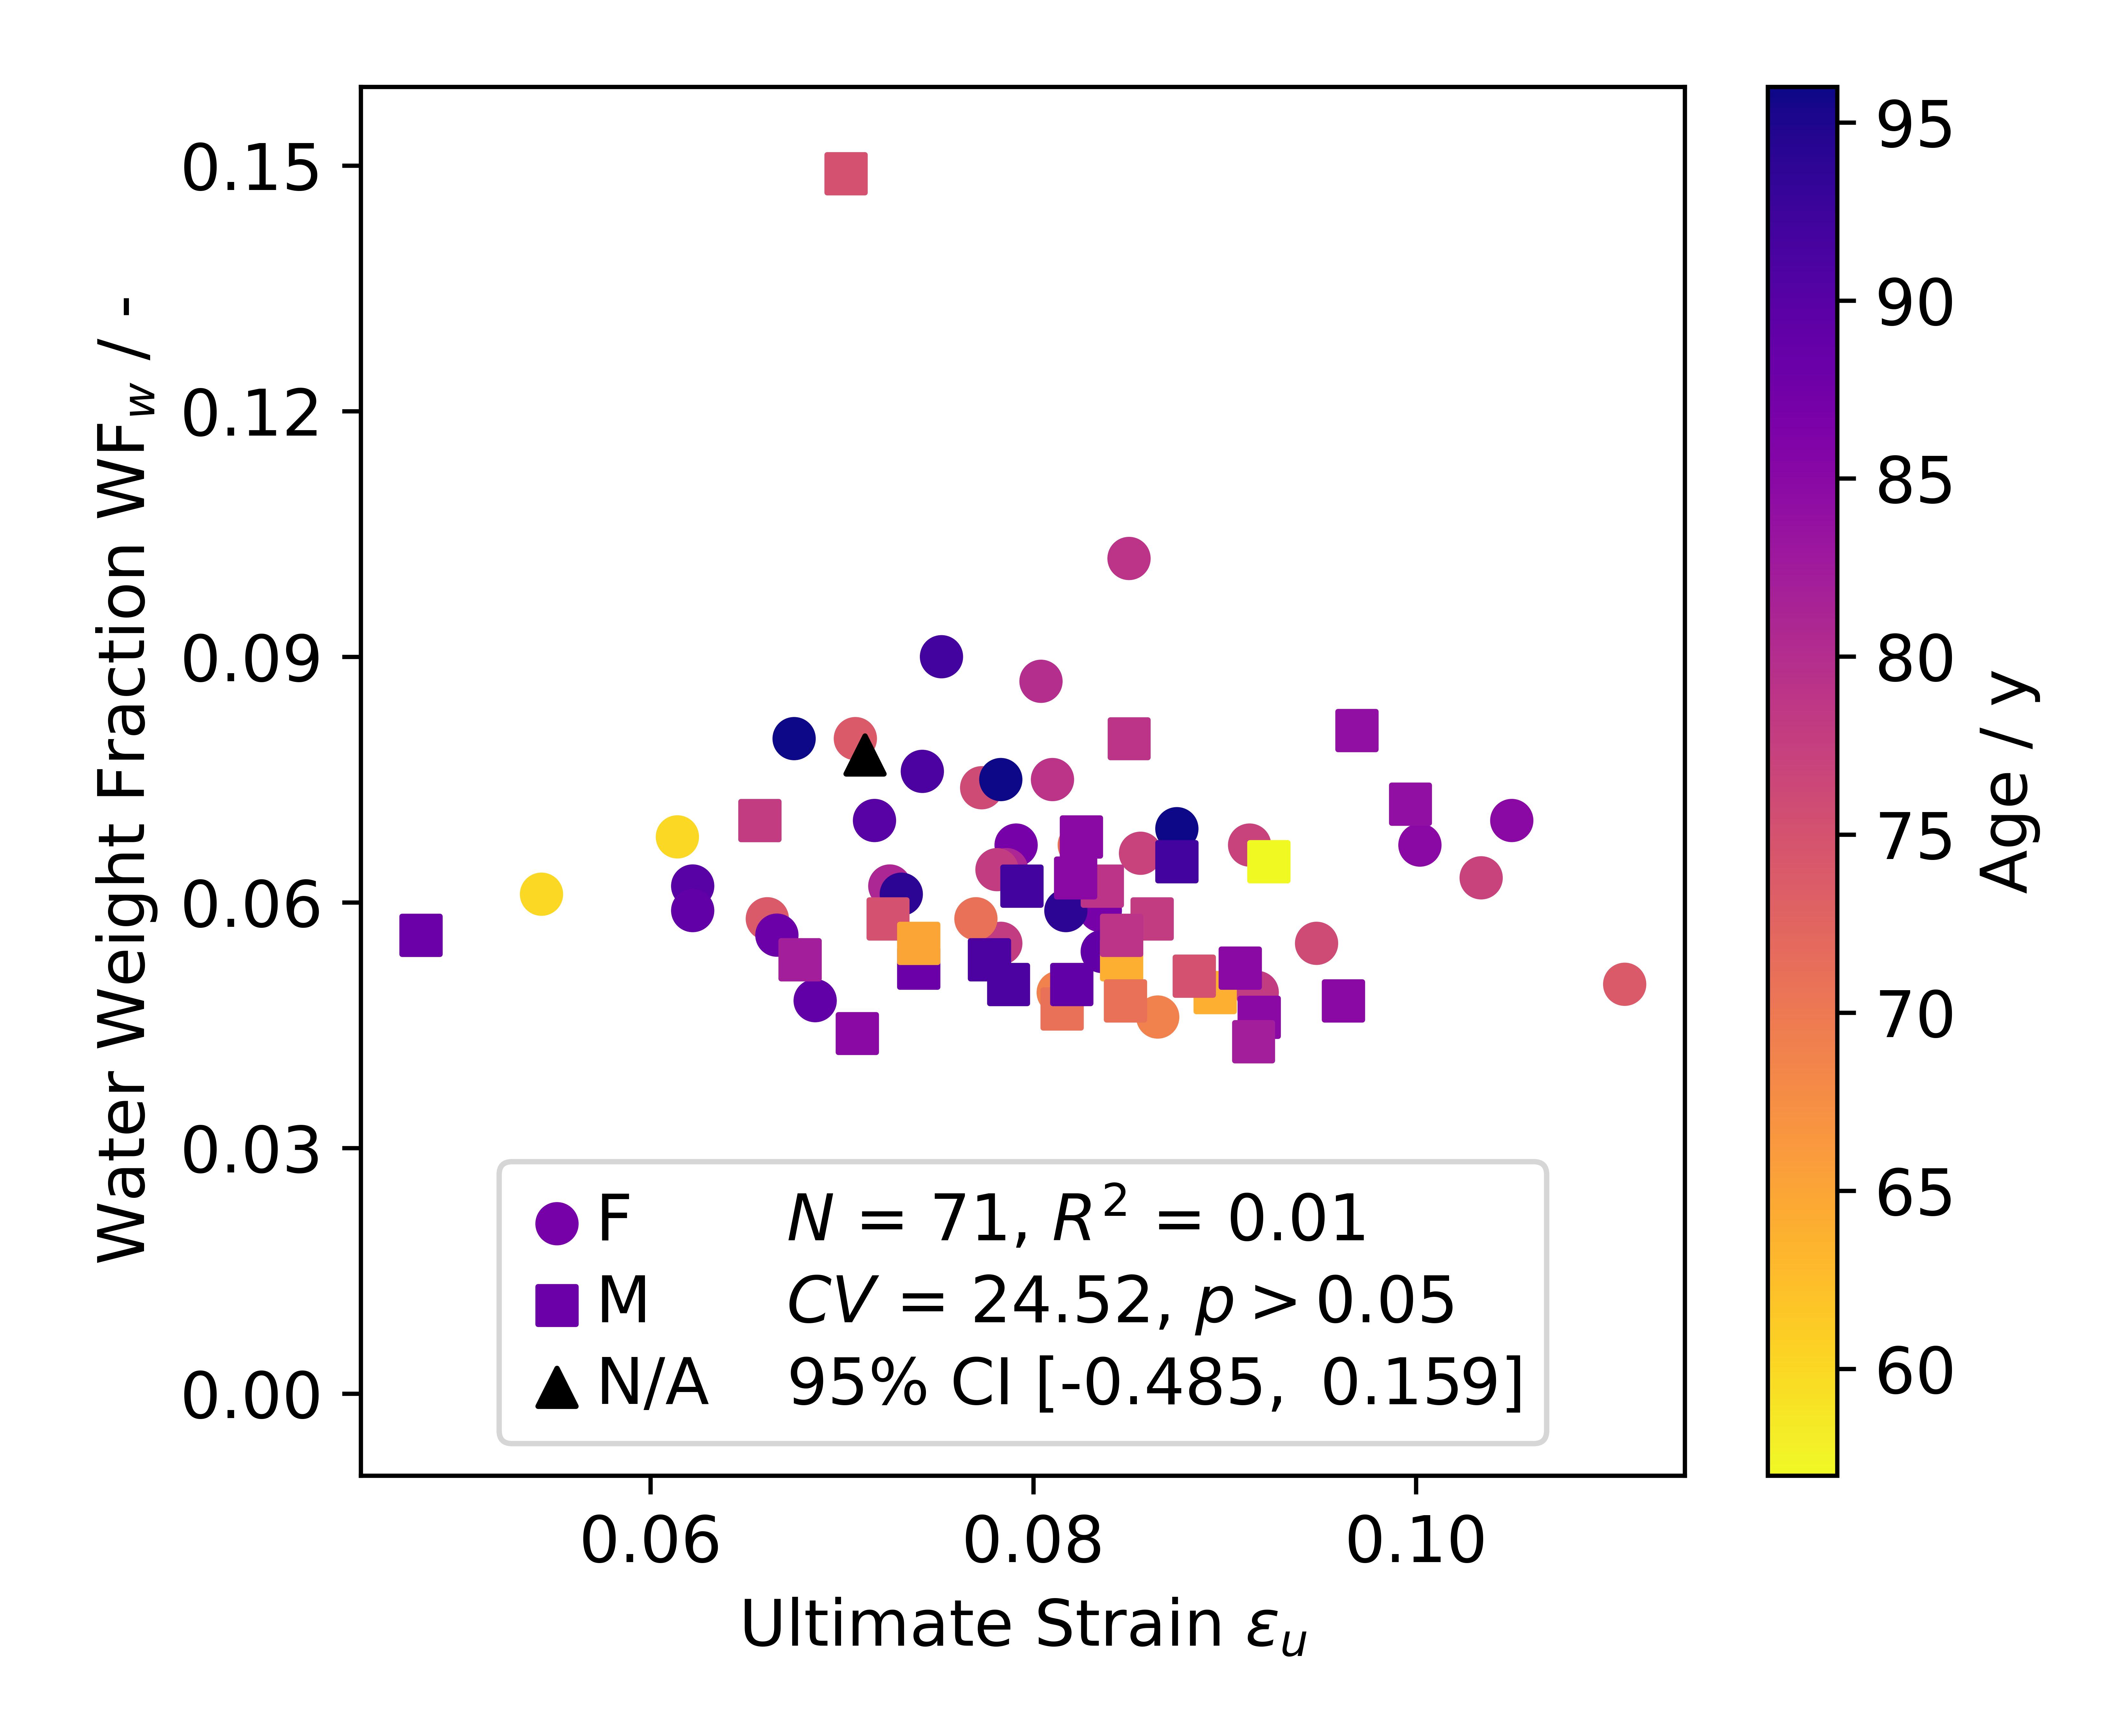 Water Weight Fraction WF_w / -
0.15
0.12
0.09
0.06
0.03
0.00
F N = 71, R² = 0.01
M CV = 24.52, p > 0.05
N/A 95% CI [-0.485, 0.159]
0.06 0.08 0.10
Ultimate Strain ε_u
95
90
85
80
75
70
65
60
Age / y